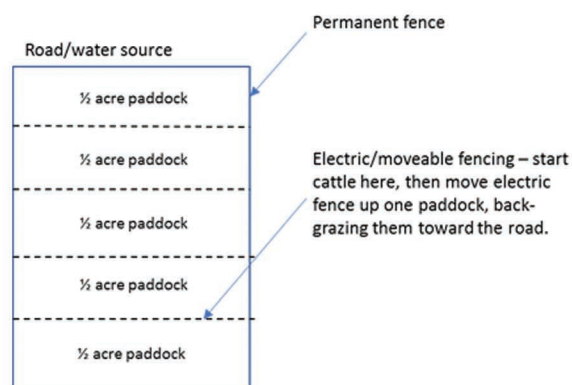 Permanent fence
Road/water source
½ acre paddock
½ acre paddock
½ acre paddock
½ acre paddock
½ acre paddock
Electric/moveable fencing – start
cattle here, then move electric
fence up one paddock, back-
grazing them toward the road.